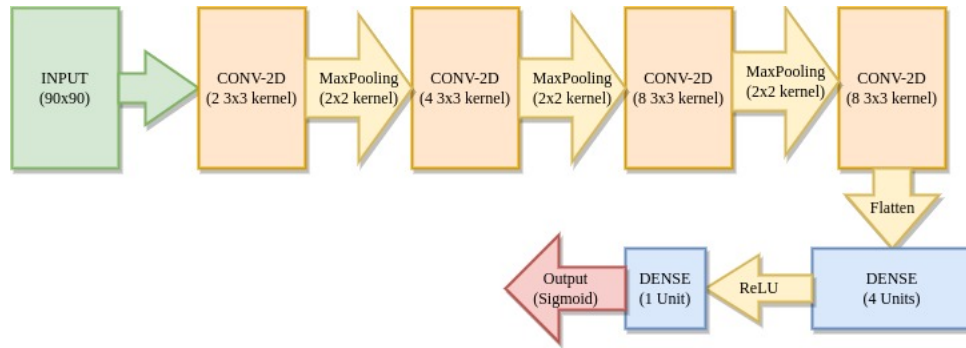 INPUT
(90x90)
CONV-2D
(2 3x3 kernel)
MaxPooling
(2x2 kernel)
CONV-2D
(4 3x3 kernel)
MaxPooling
(2x2 kernel)
CONV-2D
(8 3x3 kernel)
MaxPooling
(2x2 kernel)
CONV-2D
(8 3x3 kernel)
Flatten
DENSE
(4 Units)
ReLU
DENSE
(1 Unit)
Output
(Sigmoid)